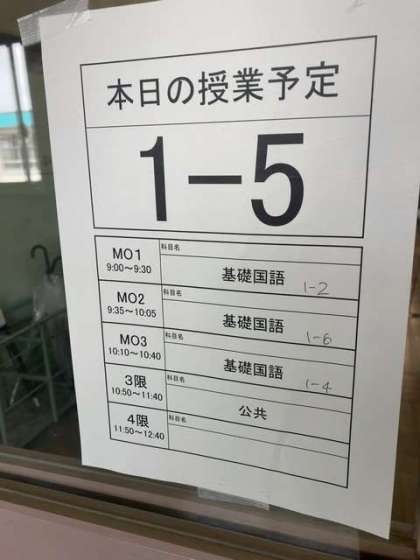 本日の授業予定
1-5
MO1
9:00～9:30
科目名
基礎国語 1-2
MO2
9:35～10:05
科目名
基礎国語 1-6
MO3
10:10～10:40
科目名
基礎国語 1-4
3限
10:50～11:40
科目名
公共
4限
11:50～12:40
科目名